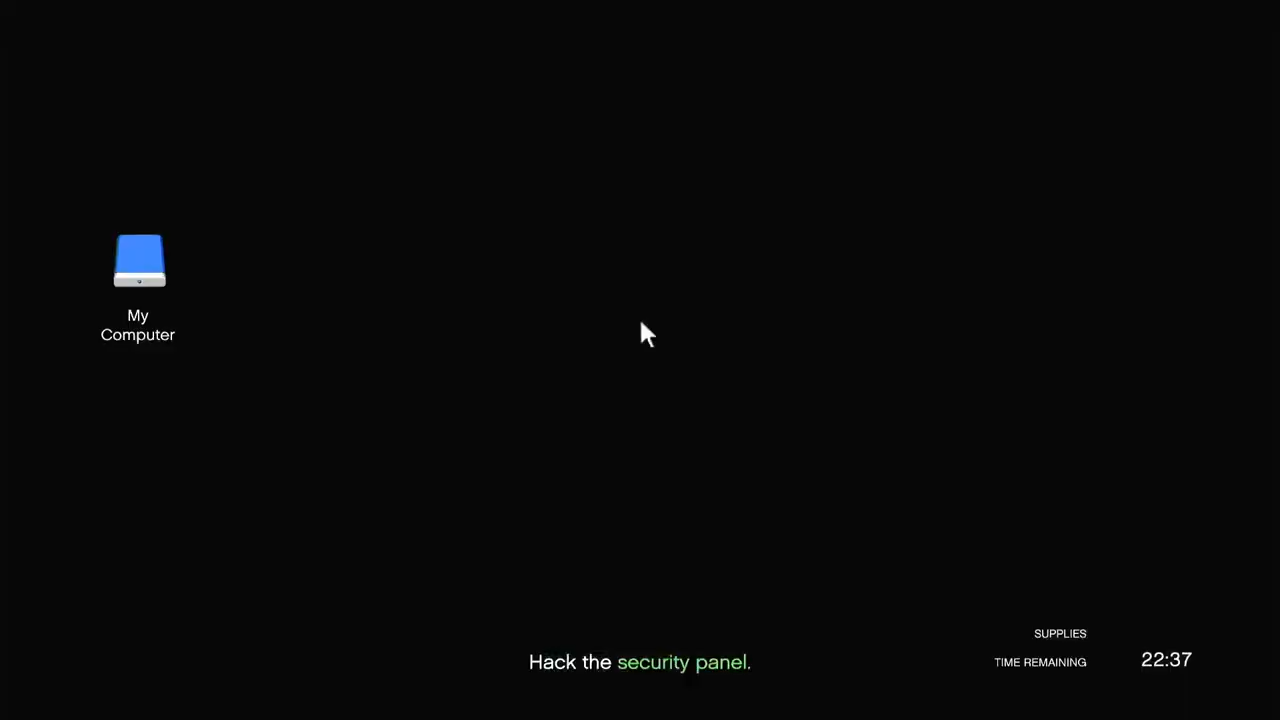 My
Computer
SUPPLIES
Hack the security panel.
TIME REMAINING 22:37